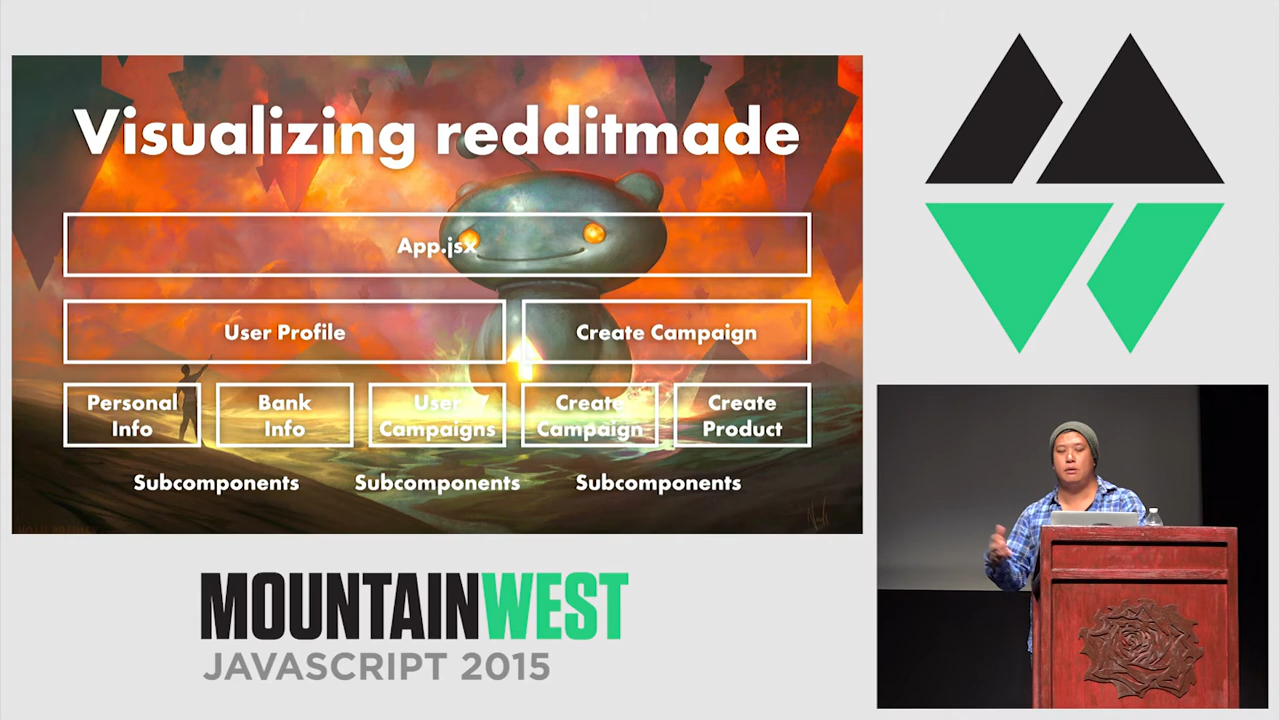 Visualizing redditmade
App.jsx
User Profile
Create Campaign
Personal
Info
Bank
Info
User
Campaigns
Create
Campaign
Create
Product
Subcomponents
Subcomponents
Subcomponents
MOUNTAINWEST
JAVASCRIPT 2015